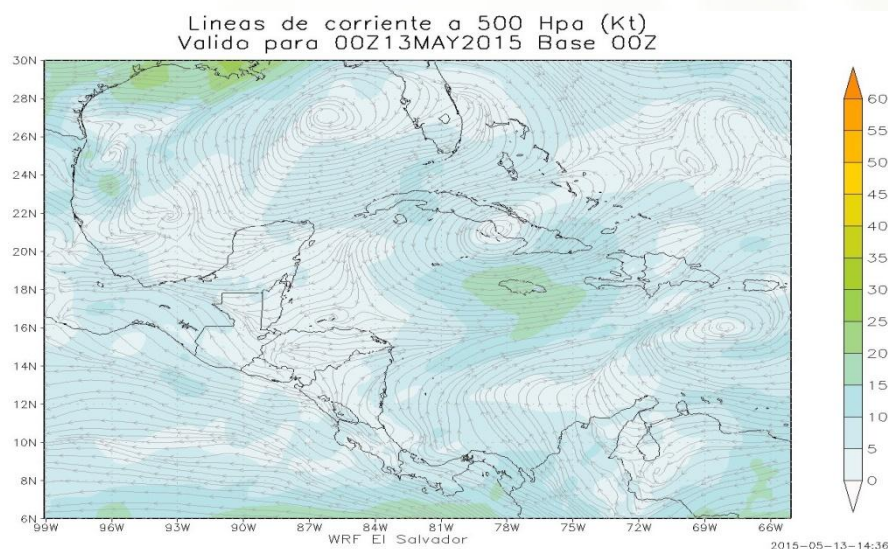 Lineas de corriente a 500 Hpa (Kt)
Valido para 00Z13MAY2015 Base 00Z
30N
28N
26N
24N
22N
20N
18N
16N
14N
12N
10N
8N
6N
99W 96W 93W 90W 87W 84W 81W 78W 75W 72W 69W 66W
60
55
50
45
40
35
30
25
20
15
10
5
0
WRF El Salvador
2015-05-13-14:36